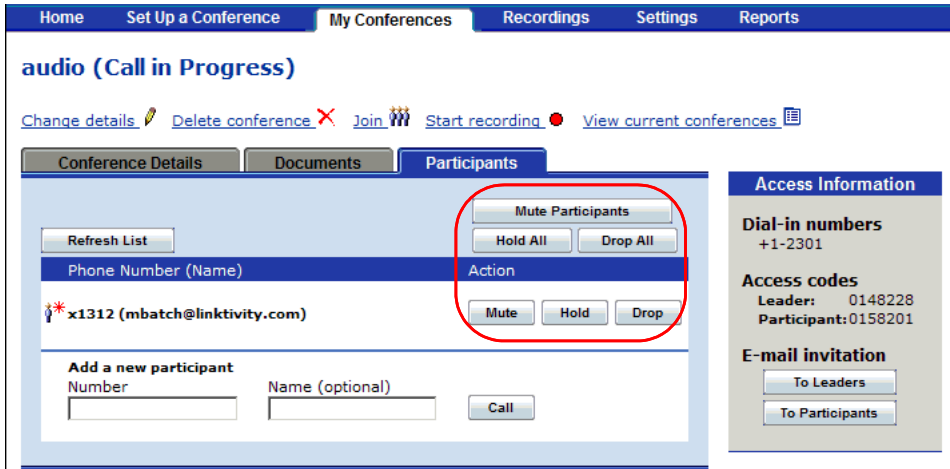 Home Set Up a Conference My Conferences Recordings Settings Reports
audio (Call in Progress)
Change details Delete conference Join Start recording View current conferences
Conference Details Documents Participants
Mute Participants
Refresh List Hold All Drop All
Phone Number (Name) Action
x1312 (mbatch@linktivity.com) Mute Hold Drop
Add a new participant
Number Name (optional)
Call
Access Information
Dial-in numbers
+1-2301
Access codes
Leader: 0148228
Participant:0158201
E-mail invitation
To Leaders
To Participants